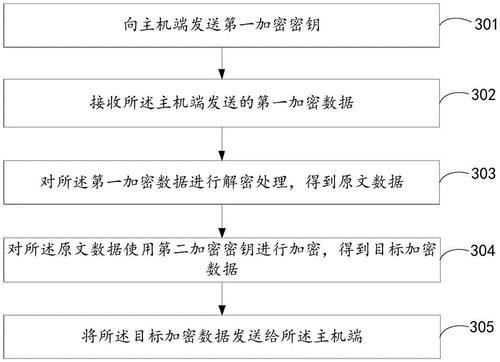 向主机端发送第一加密密钥
301
接收所述主机端发送的第一加密数据
302
对所述第一加密数据进行解密处理，得到原文数据
303
对所述原文数据使用第二加密密钥进行加密，得到目标加密
数据
304
将所述目标加密数据发送给所述主机端
305